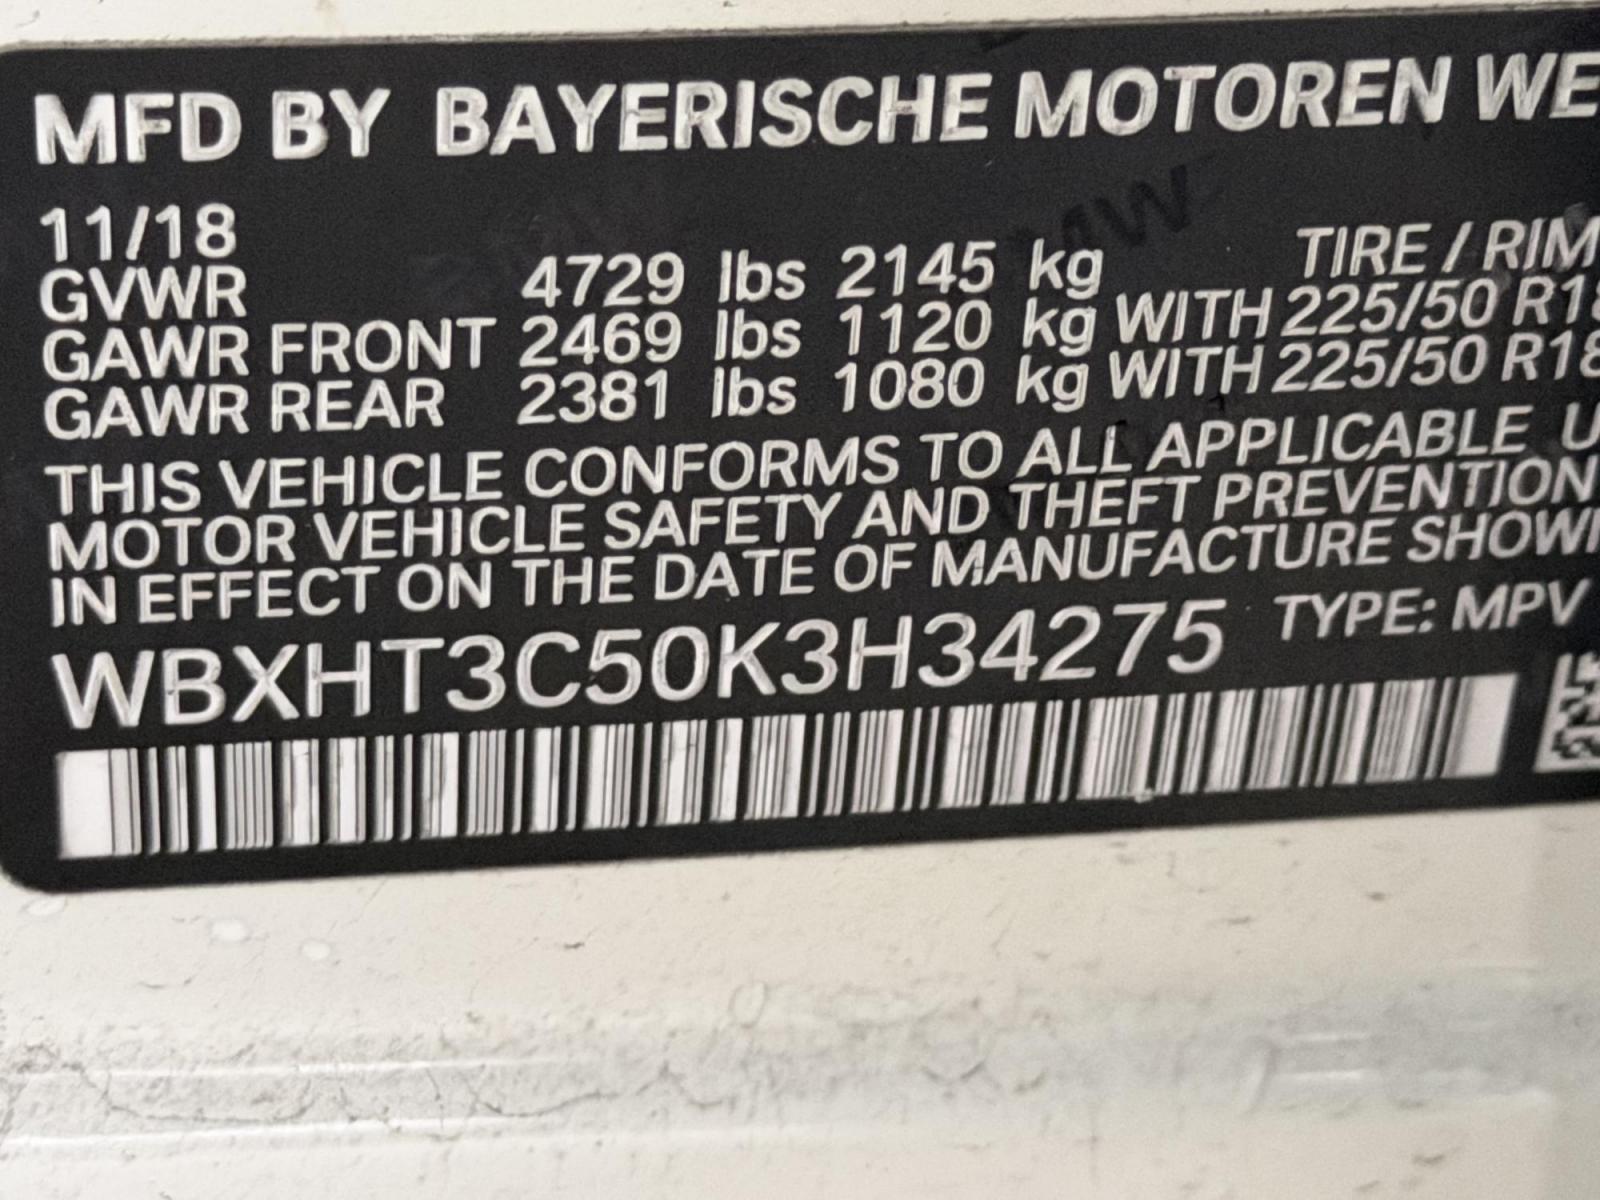 MFD BY BAYERISCHE MOTOREN WE
11/18
GVWR 4729 lbs 2145 kg TIRE / RIM
GAWR FRONT 2469 lbs 1120 kg WITH 225/50 R18
GAWR REAR 2381 lbs 1080 kg WITH 225/50 R18
THIS VEHICLE CONFORMS TO ALL APPLICABLE U
MOTOR VEHICLE SAFETY AND THEFT PREVENTION
IN EFFECT ON THE DATE OF MANUFACTURE SHOWN
WBXHT3C50K3H34275 TYPE: MPV